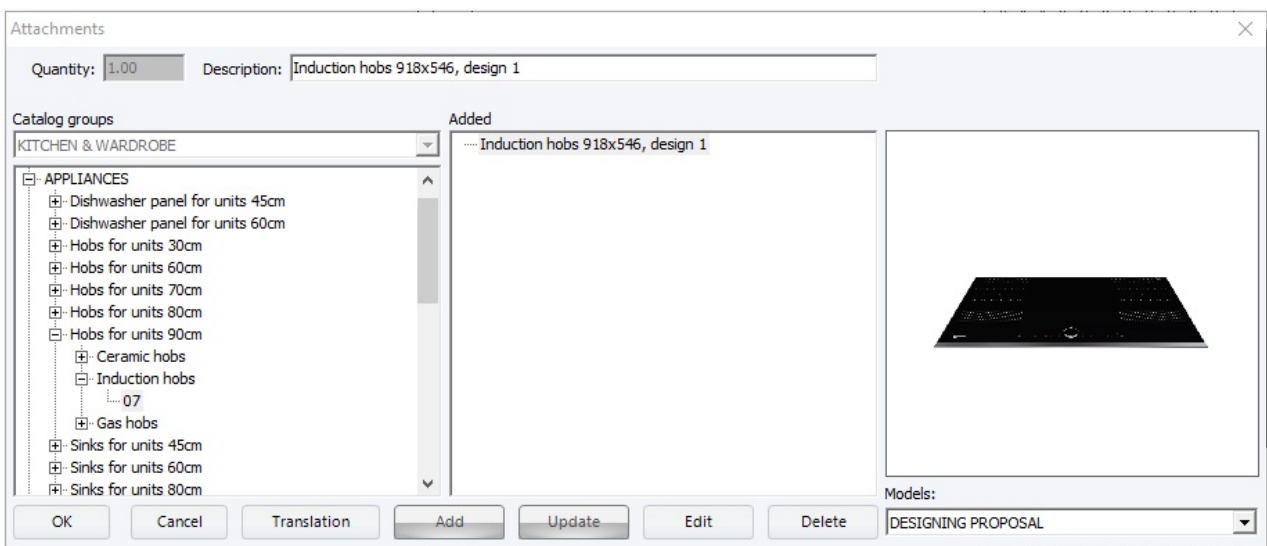 Attachments
Quantity: 1.00 Description: Induction hobs 918x546, design 1
Catalog groups
KITCHEN & WARDROBE
APPLIANCES
Dishwasher panel for units 45cm
Dishwasher panel for units 60cm
Hobs for units 30cm
Hobs for units 60cm
Hobs for units 70cm
Hobs for units 80cm
Hobs for units 90cm
Ceramic hobs
Induction hobs
07
Gas hobs
Sinks for units 45cm
Sinks for units 60cm
Sinks for units 80cm
Added
Induction hobs 918x546, design 1
Models:
DESIGNING PROPOSAL
OK Cancel Translation Add Update Edit Delete